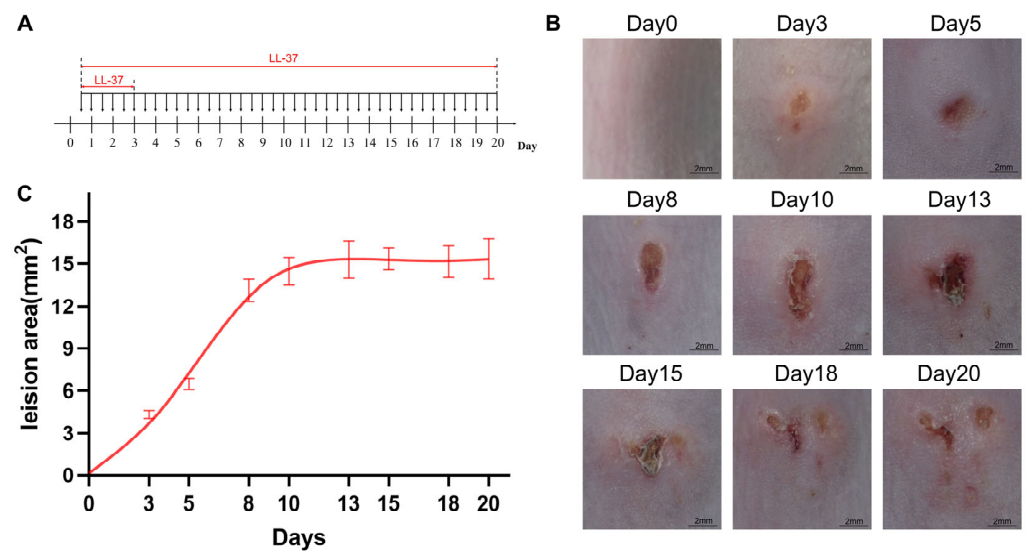 A
LL-37
LL-37
0 1 2 3 4 5 6 7 8 9 10 11 12 13 14 15 16 17 18 19 20 Day
B
Day0 Day3 Day5
2mm 2mm 2mm
Day8 Day10 Day13
2mm 2mm 2mm
Day15 Day18 Day20
2mm 2mm 2mm
C
leision area(mm²)
18
15
12
9
6
3
0
0 3 5 8 10 13 15 18 20
Days